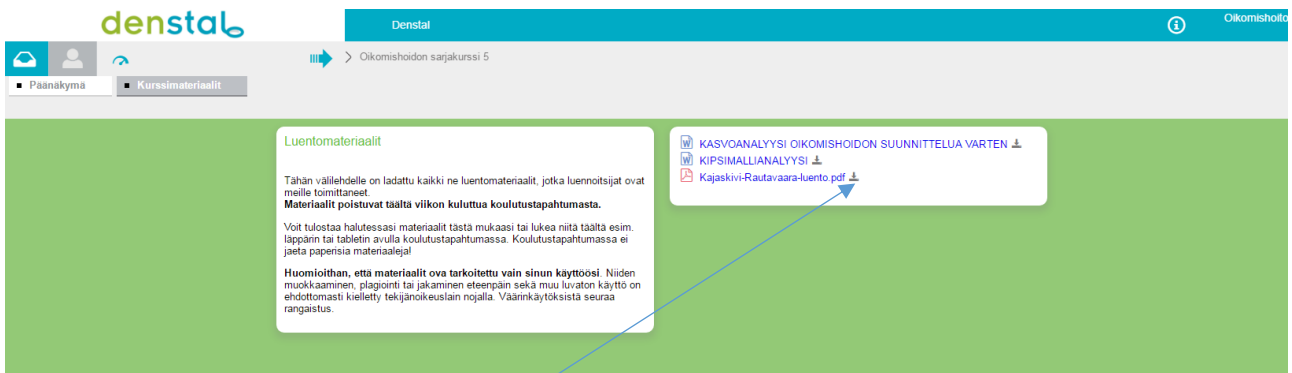 denstal
Denstal
Oikomishoito
Oikomishoidon sarjakurssi 5
Päänäkymä
Kurssimateriaalit
Luentomateriaalit
Tähän välilehdelle on ladattu kaikki ne luentomateriaalit, jotka luennoitsijat ovat
meille toimittaneet.
Materiaalit poistuvat täältä viikon kuluttua koulutustapahtumasta.
Voit tulostaa halutessasi materiaalit tästä mukaasi tai lukea niitä täältä esim.
läppärin tai tabletin avulla koulutustapahtumassa. Koulutustapahtumassa ei
jaeta paperisia materiaaleja!
Huomioithan, että materiaalit ova tarkoitettu vain sinun käyttöösi. Niiden
muokkaaminen, plagiointi tai jakaminen eteenpäin sekä muu luvaton käyttö on
ehdottomasti kielletty tekijänoikeuslain nojalla. Väärinkäytöksistä seuraa
rangaistus.
KASVOANALYYSI OIKOMISHOIDON SUUNNITTELUA VARTEN
KIPSIMALLIANALYYSI
Kajaskivi-Rautavaara-luento.pdf